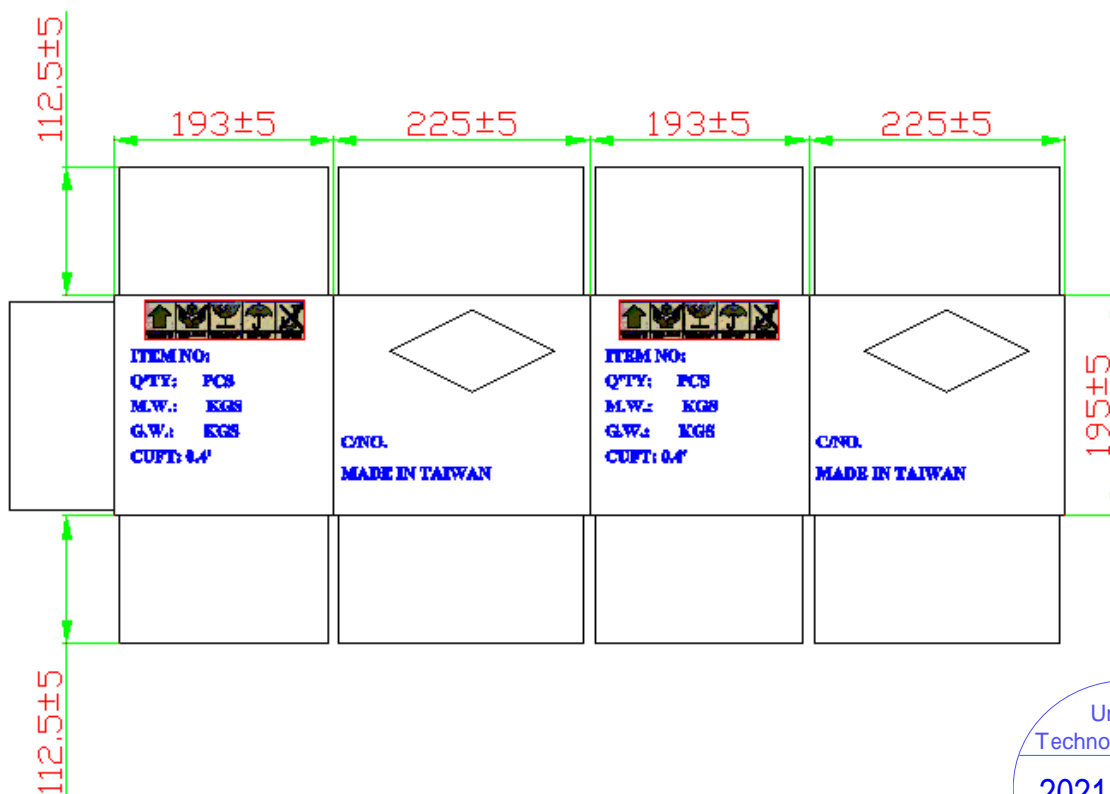 112.5±5
193±5
225±5
193±5
225±5
ITEM NO:
Q'TY: PCS
M.W.: KGS
G.W.: KGS
CUFT: 0.4'
C/NO.
MADE IN TAIWAN
ITEM NO:
Q'TY: PCS
M.W.: KGS
G.W.: KGS
CUFT: 0.4'
C/NO.
MADE IN TAIWAN
195±5
112.5±5
2021